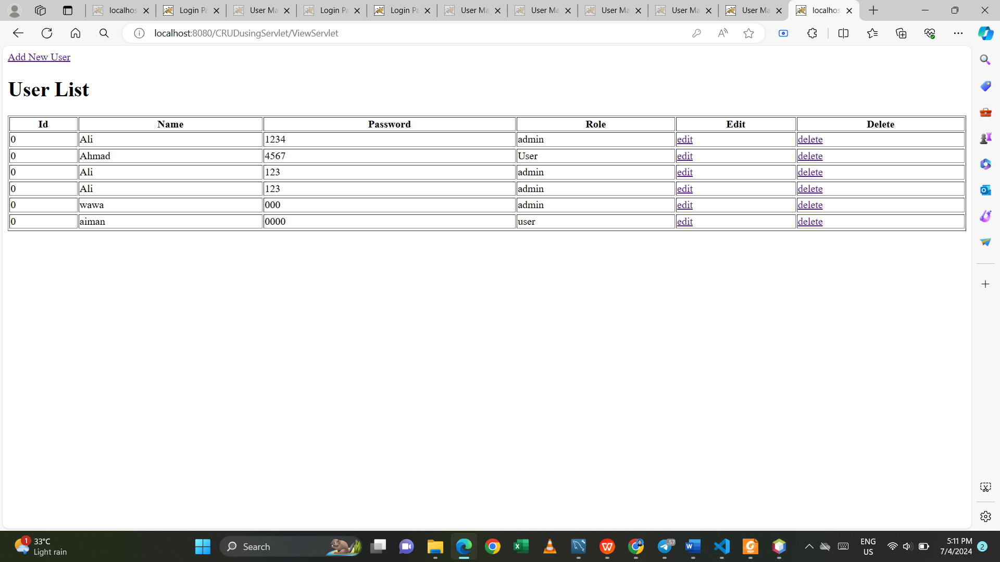 localhos
Login Pa
User Ma
Login Pa
Login Pa
User Ma
User Ma
User Ma
User Ma
User Ma
localhos
localhost:8080/CRUDusingServlet/ViewServlet
Add New User
User List
Id Name Password Role Edit Delete
0 Ali 1234 admin edit delete
0 Ahmad 4567 User edit delete
0 Ali 123 admin edit delete
0 Ali 123 admin edit delete
0 wawa 000 admin edit delete
0 aiman 0000 user edit delete
1
33°C
Light rain
Search
.57
ENG
US
5:11 PM
7/4/2024
2